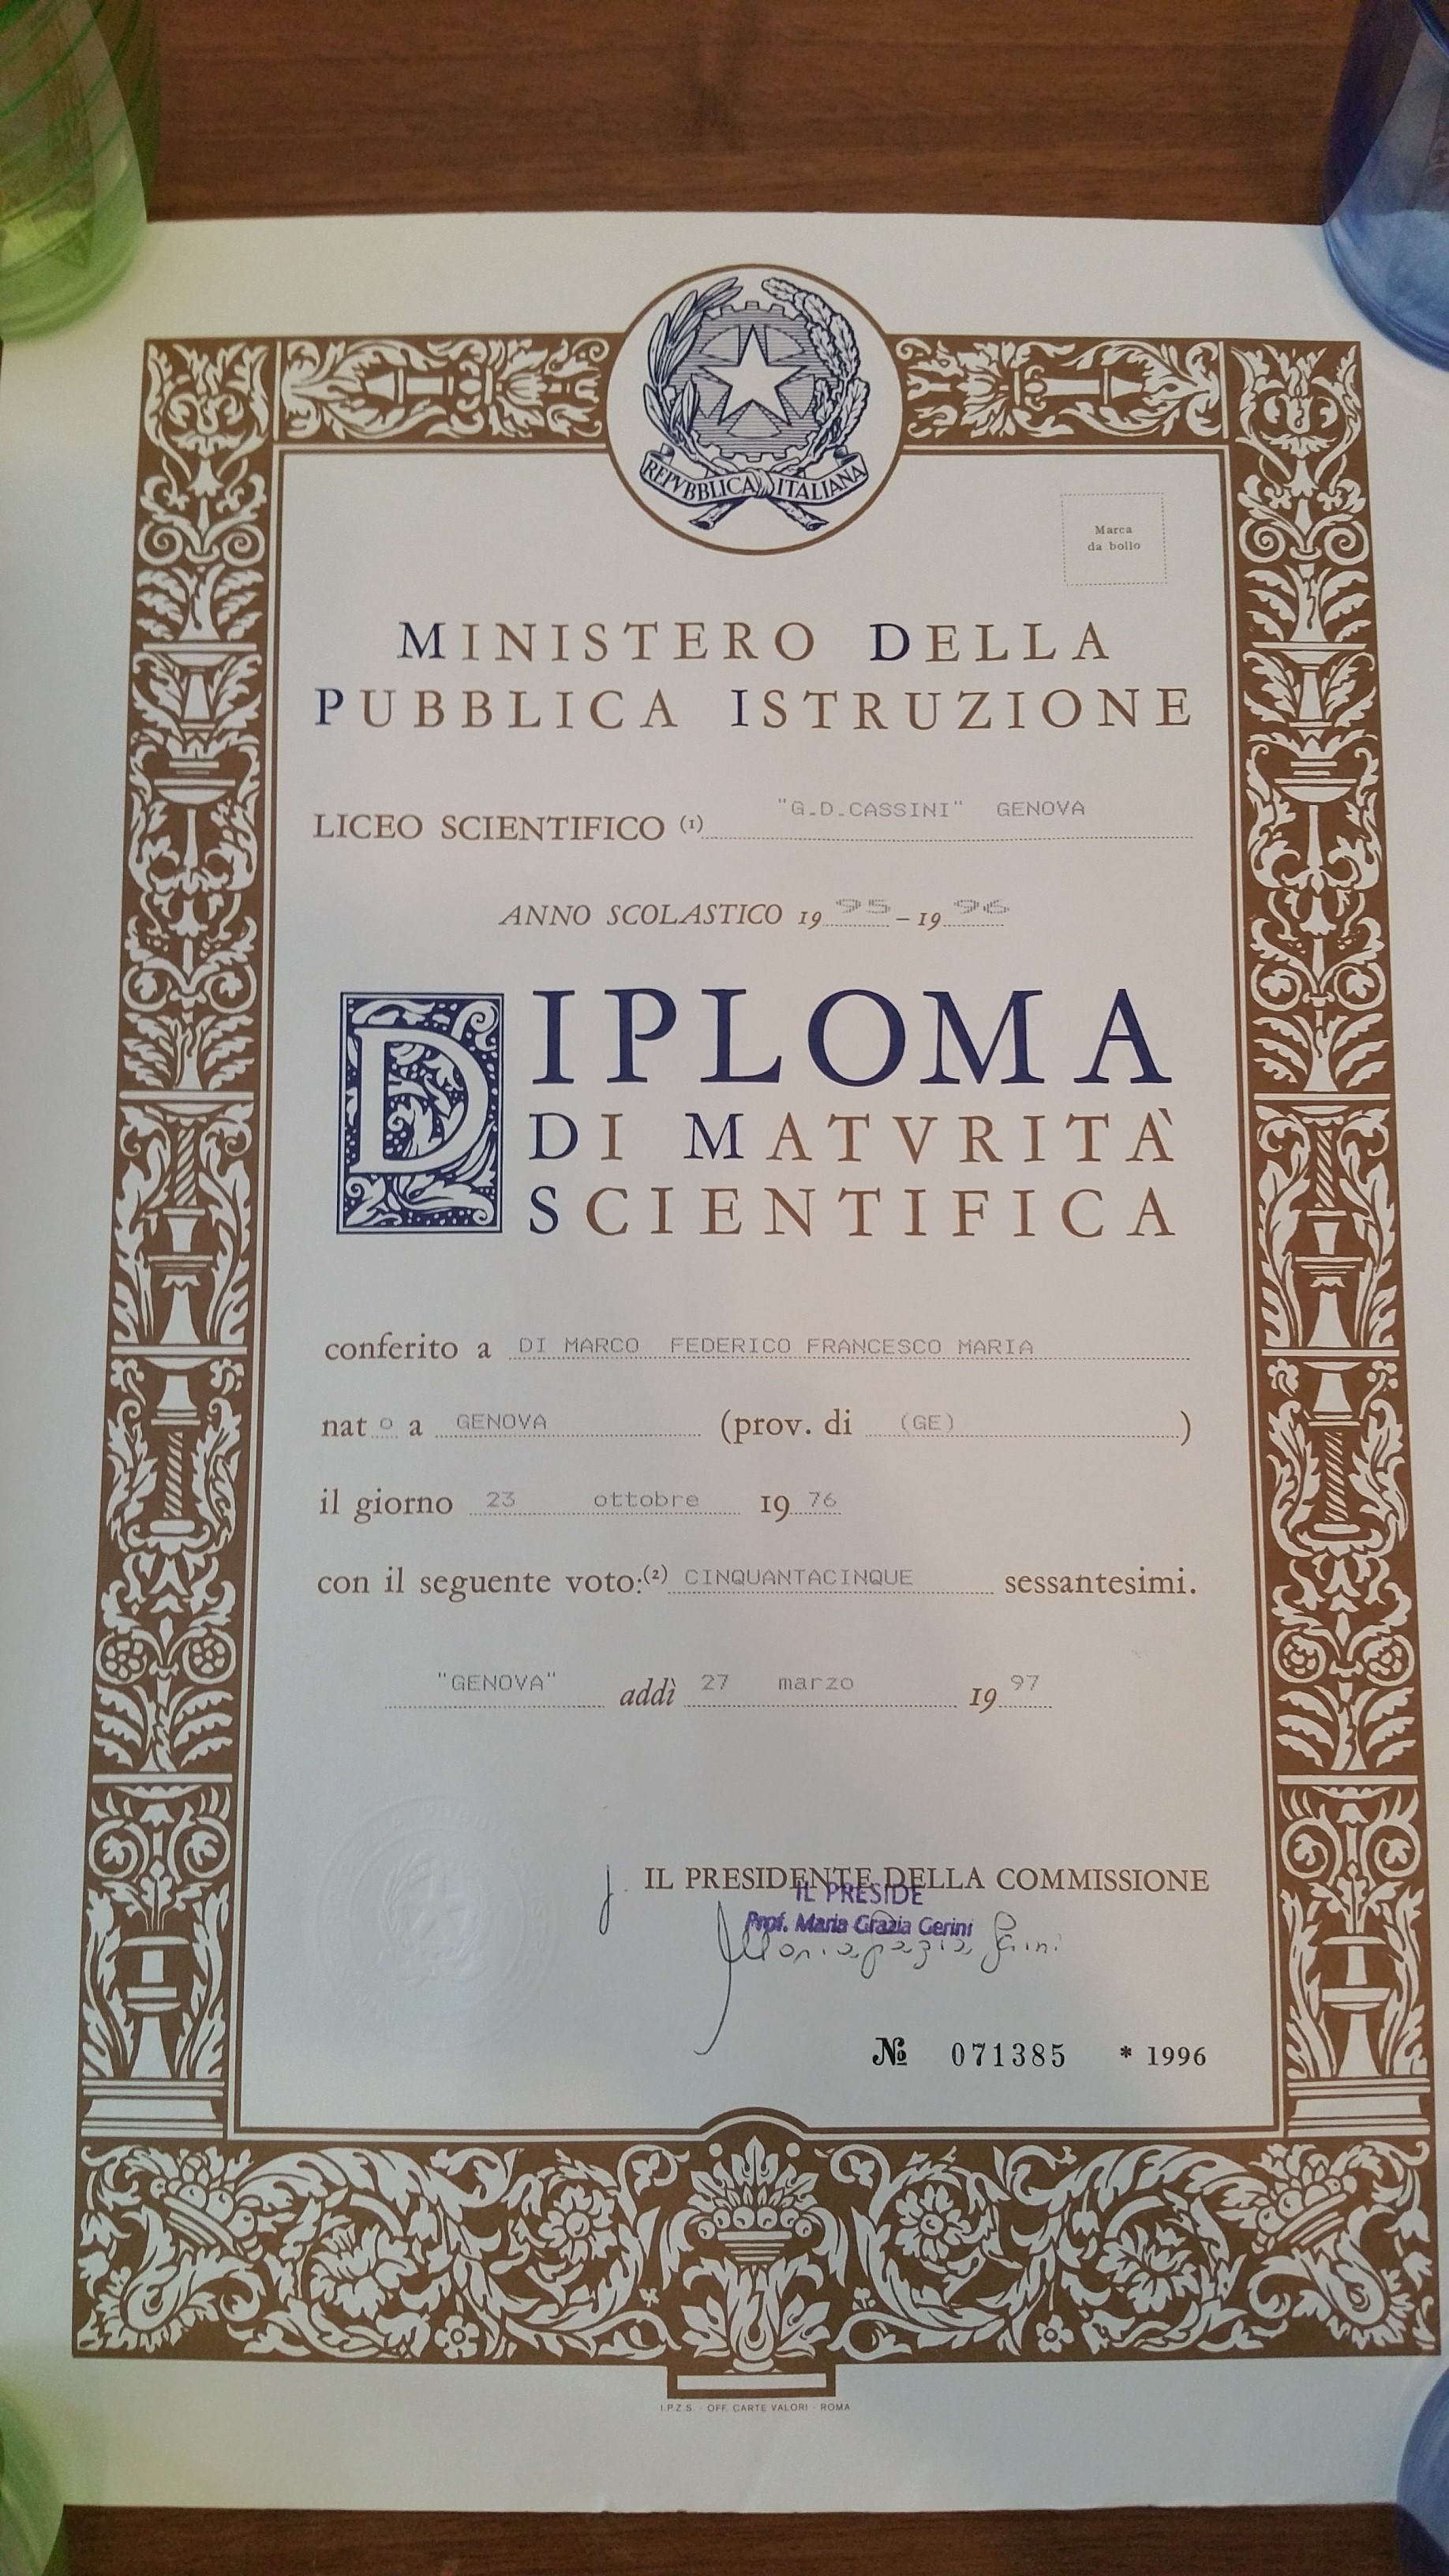 REPVBBLICA ITALIANA
Marca
da bollo
MINISTERO DELLA
PUBBLICA ISTRUZIONE
LICEO SCIENTIFICO (1) "G.D.CASSINI" GENOVA
ANNO SCOLASTICO 1995-1996
DIPLOMA
DI MATVRITÀ
SCIENTIFICA
conferito a DI MARCO FEDERICO FRANCESCO MARIA
nat o a GENOVA (prov. di (GE) )
il giorno 23 ottobre 1976
con il seguente voto:(2) CINQUANTACINQUE sessantesimi.
"GENOVA" addì 27 marzo 1997
IL PRESIDENTE DELLA COMMISSIONE
IL PRESIDE
Prof. Maria Grazia Gerini
Mariagrazia Gerini
№ 071385 * 1996
I.P.Z.S. - OFF. CARTE VALORI - ROMA